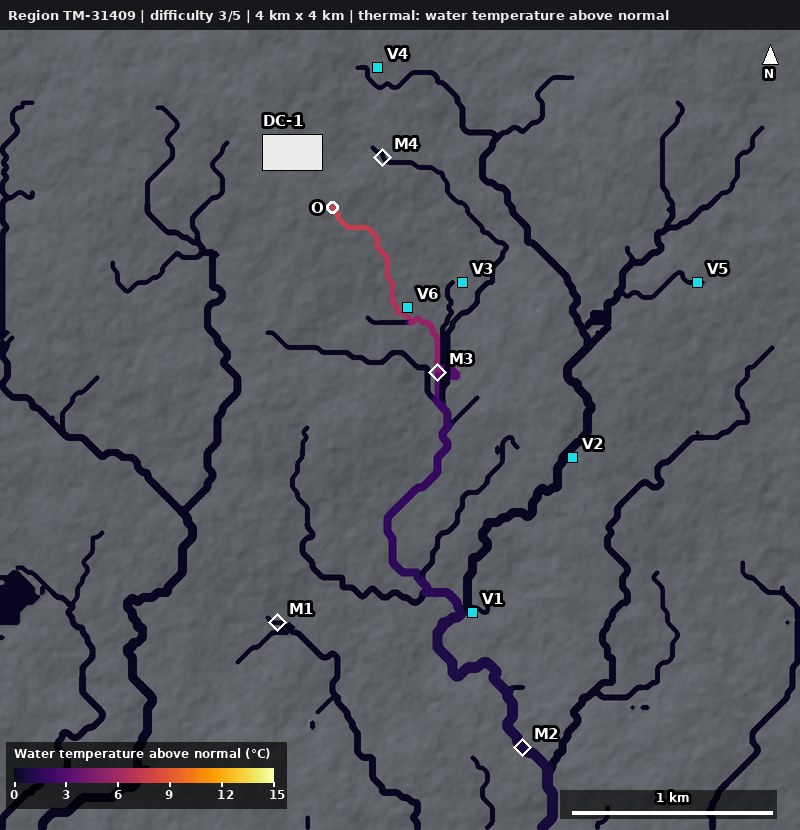 Region TM-31409 | difficulty 3/5 | 4 km x 4 km | thermal: water temperature above normal
V4
N
DC-1
M4
O
V3
V5
V6
M3
V2
V1
M1
M2
Water temperature above normal (°C)
0 3 6 9 12 15
1 km